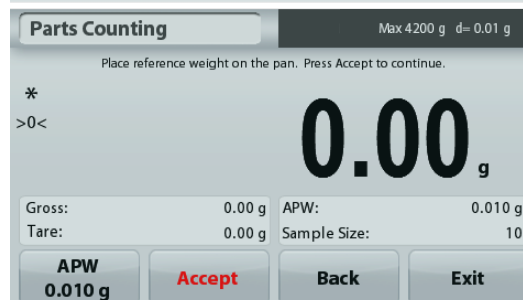 Parts Counting
Max 4200 g d= 0.01 g
Place reference weight on the pan. Press Accept to continue.
*
>0<
0.00 g
Gross: 0.00 g APW: 0.010 g
Tare: 0.00 g Sample Size: 10
APW
0.010 g
Accept
Back
Exit